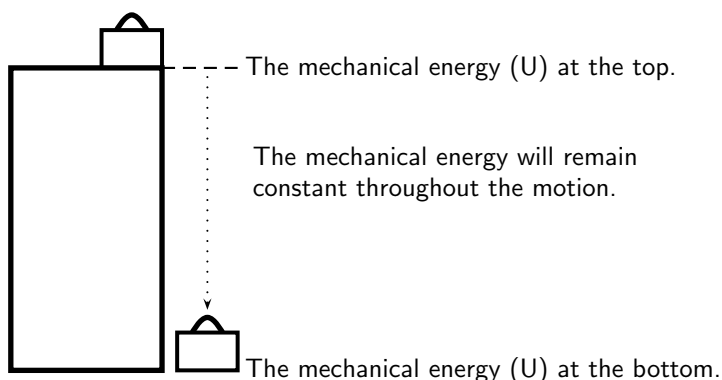 The mechanical energy (U) at the top.
The mechanical energy will remain
constant throughout the motion.
The mechanical energy (U) at the bottom.